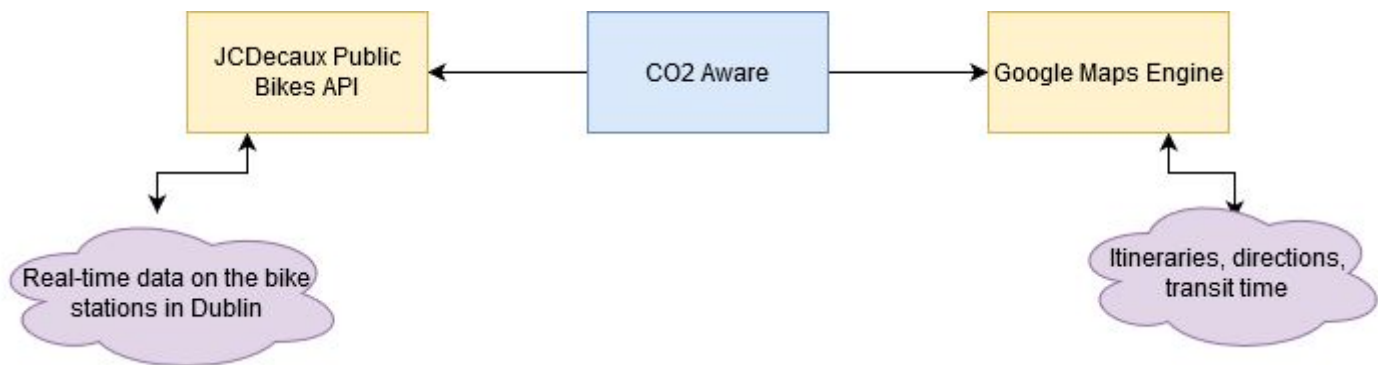 JCDecaux Public
Bikes API
CO2 Aware
Google Maps Engine
Real-time data on the bike
stations in Dublin
Itineraries, directions,
transit time